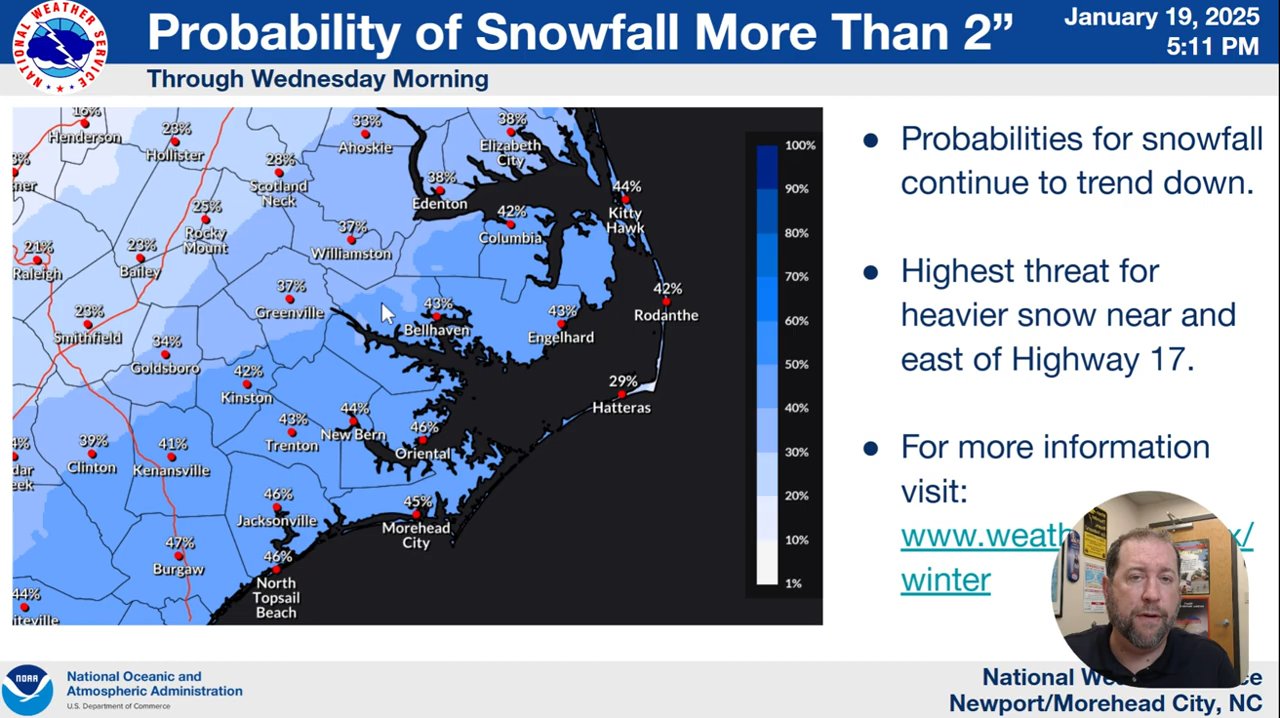 NATIONAL WEATHER SERVICE
Probability of Snowfall More Than 2”
January 19, 2025
5:11 PM
Through Wednesday Morning
16%
Henderson
23%
Hollister
33%
Ahoskie
38%
Elizabeth
City
28%
Scotland
Neck
38%
Edenton
44%
Kitty
Hawk
25%
Rocky
Mount
42%
Columbia
37%
Williamston
21%
Raleigh
23%
Bailey
37%
Greenville
43%
Bellhaven
43%
Engelhard
42%
Rodanthe
23%
Smithfield
34%
Goldsboro
42%
Kinston
29%
Hatteras
39%
Clinton
41%
Kenansville
43%
Trenton
44%
New Bern
46%
Oriental
46%
Jacksonville
45%
Morehead
City
47%
Burgaw
46%
North
Topsail
Beach
44%
100%
90%
80%
70%
60%
50%
40%
30%
20%
10%
1%
● Probabilities for snowfall
continue to trend down.
● Highest threat for
heavier snow near and
east of Highway 17.
● For more information
visit:
winter
NOAA
National Oceanic and
Atmospheric Administration
U.S. Department of Commerce
National
Newport/Morehead City, NC